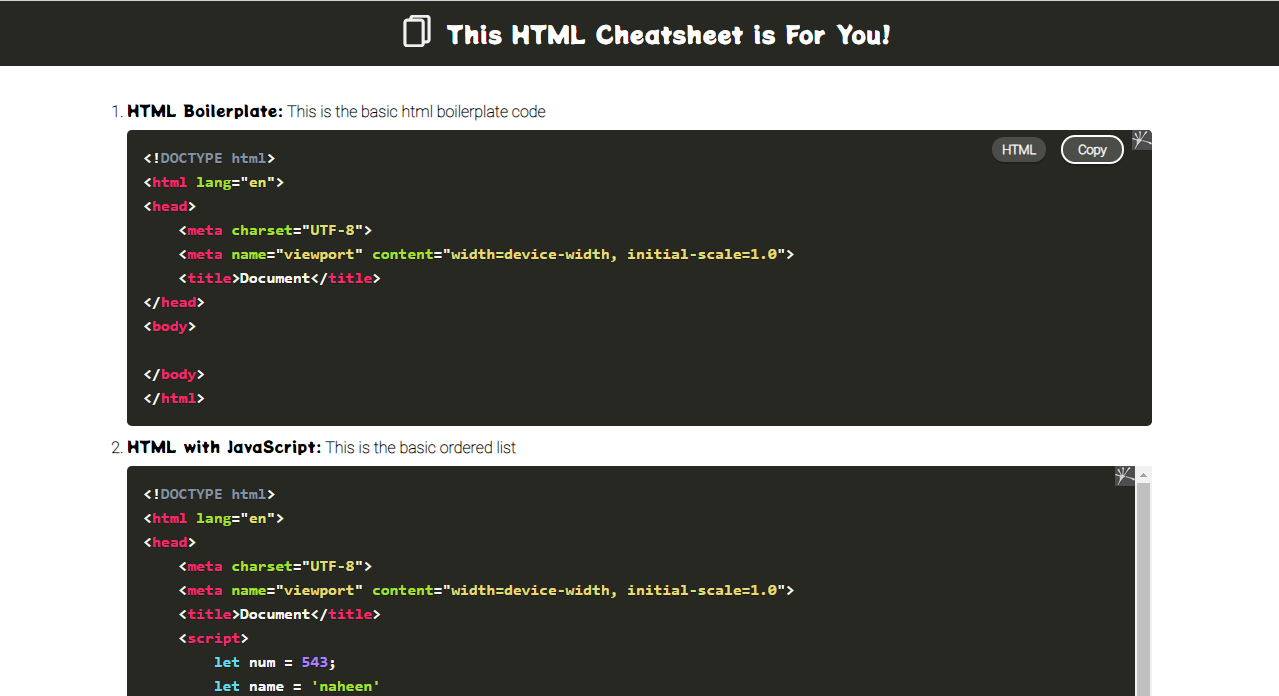 This HTML Cheatsheet is For You!
1. HTML Boilerplate: This is the basic html boilerplate code
HTML Copy
<!DOCTYPE html>
<html lang="en">
<head>
    <meta charset="UTF-8">
    <meta name="viewport" content="width=device-width, initial-scale=1.0">
    <title>Document</title>
</head>
<body>

</body>
</html>
2. HTML with JavaScript: This is the basic ordered list
<!DOCTYPE html>
<html lang="en">
<head>
    <meta charset="UTF-8">
    <meta name="viewport" content="width=device-width, initial-scale=1.0">
    <title>Document</title>
    <script>
        let num = 543;
        let name = 'naheen'